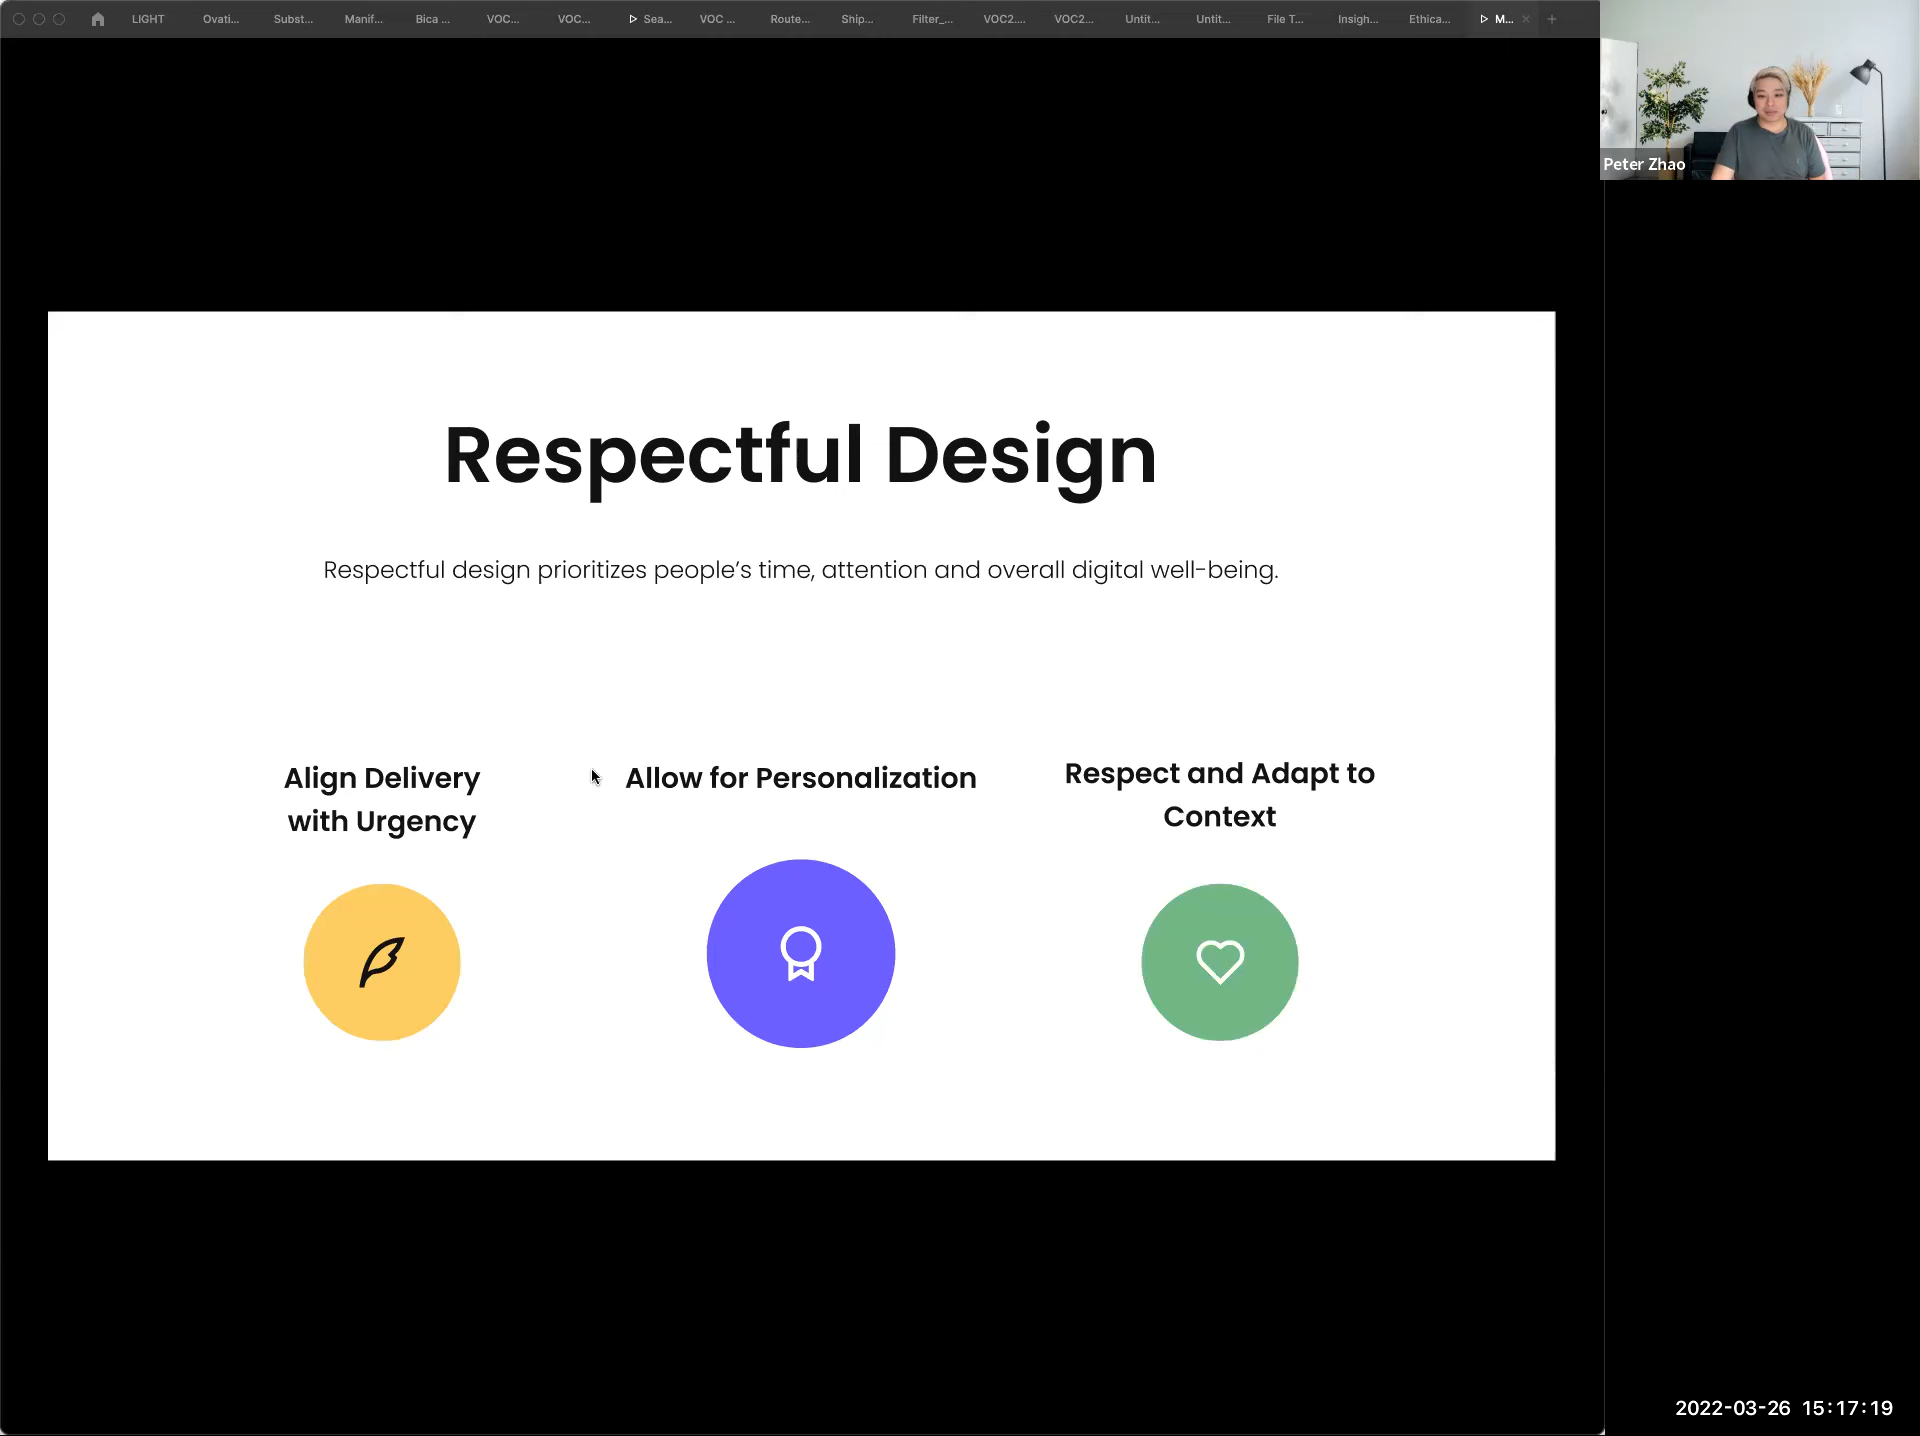 LIGHT Ovati... Subst... Manif... Bica ... VOC... VOC... Sea... VOC ... Route... Ship... Filter_... VOC2.... VOC2... Untit... Untit... File T... Insigh... Ethica... M...
Peter Zhao
Respectful Design
Respectful design prioritizes people’s time, attention and overall digital well-being.
Align Delivery
with Urgency
Allow for Personalization
Respect and Adapt to
Context
2022-03-26 15:17:19